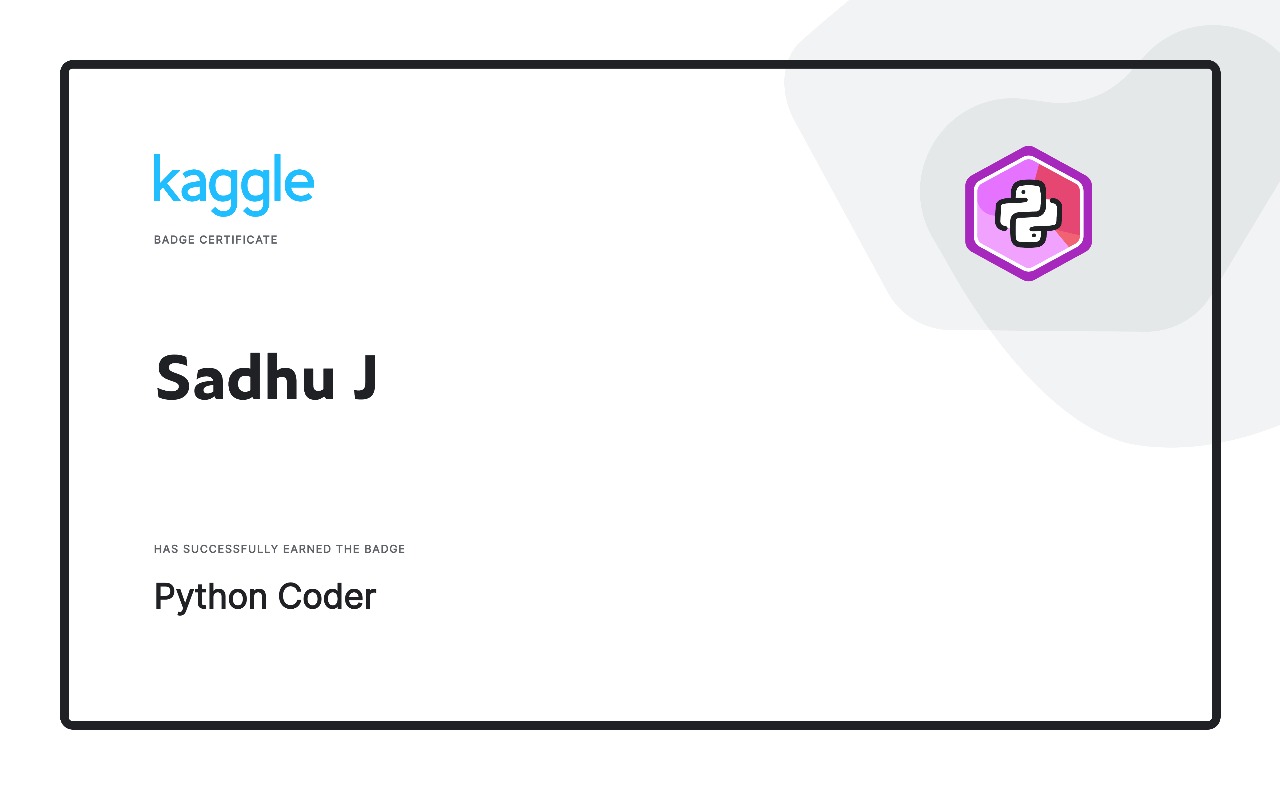 kaggle
BADGE CERTIFICATE
Sadhu J
HAS SUCCESSFULLY EARNED THE BADGE
Python Coder